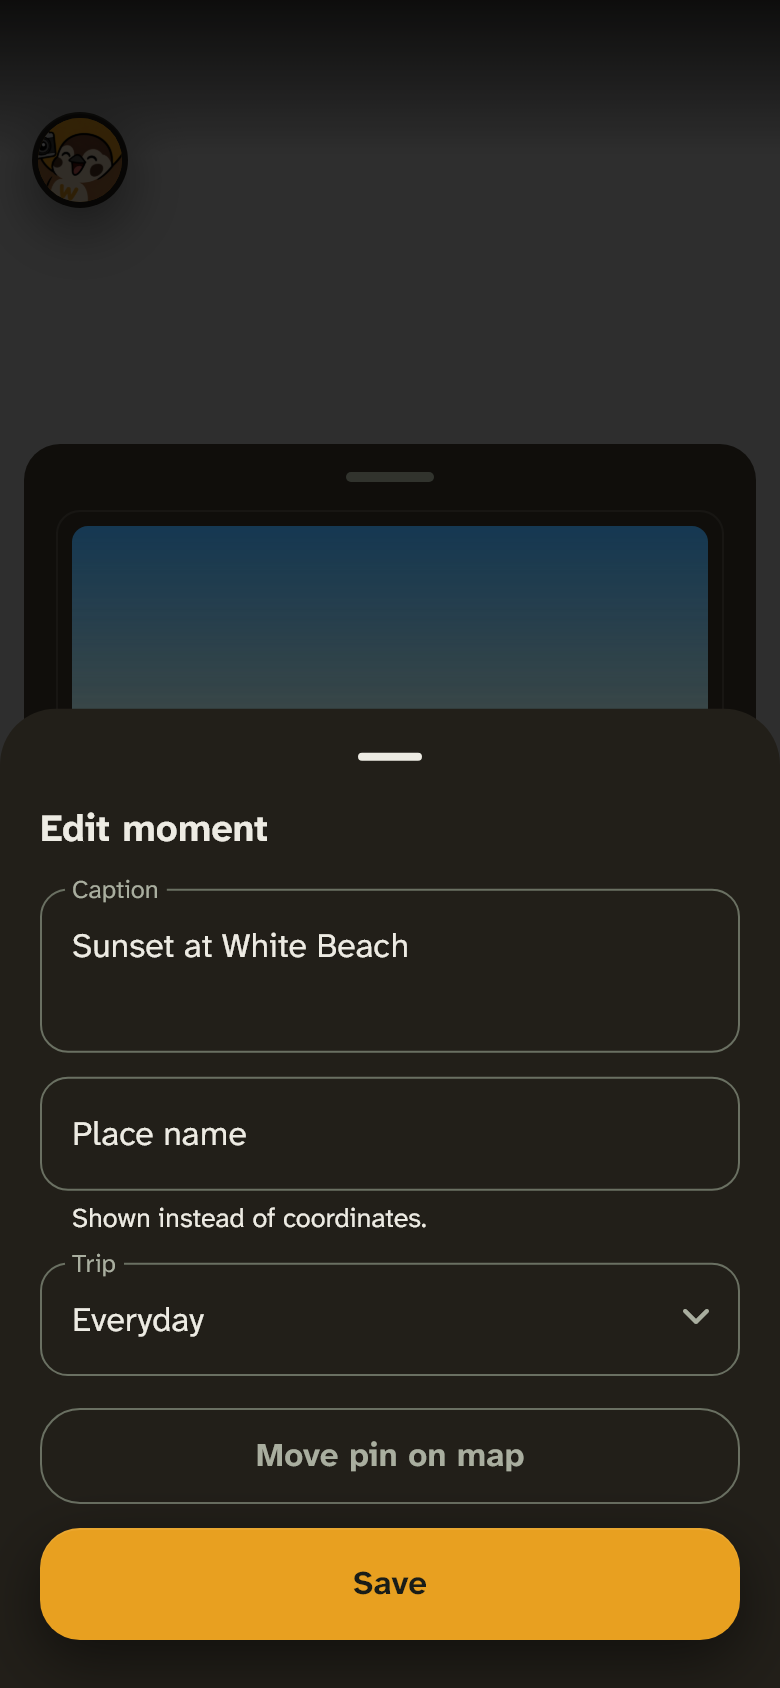 W
Edit moment
Caption
Sunset at White Beach
Place name
Shown instead of coordinates.
Trip
Everyday
Move pin on map
Save